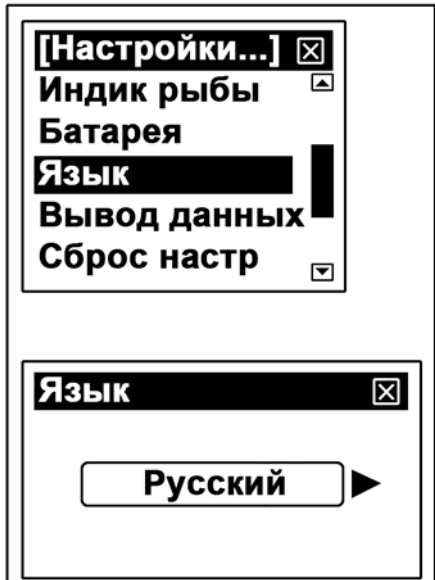 [Настройки...]
Индик рыбы
Батарея
Язык
Вывод данных
Сброс настр
Язык
Русский